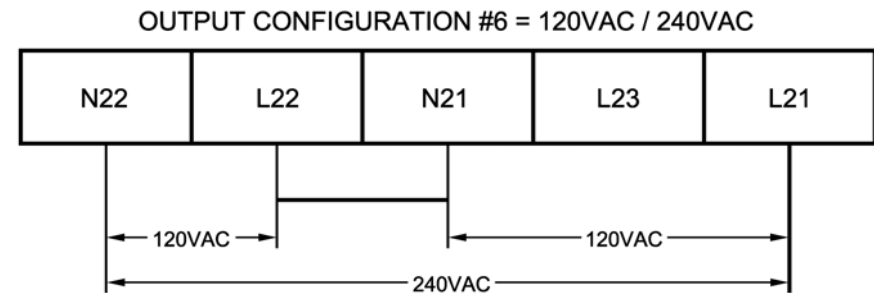 OUTPUT CONFIGURATION #6 = 120VAC / 240VAC
N22 L22 N21 L23 L21
120VAC 120VAC
240VAC